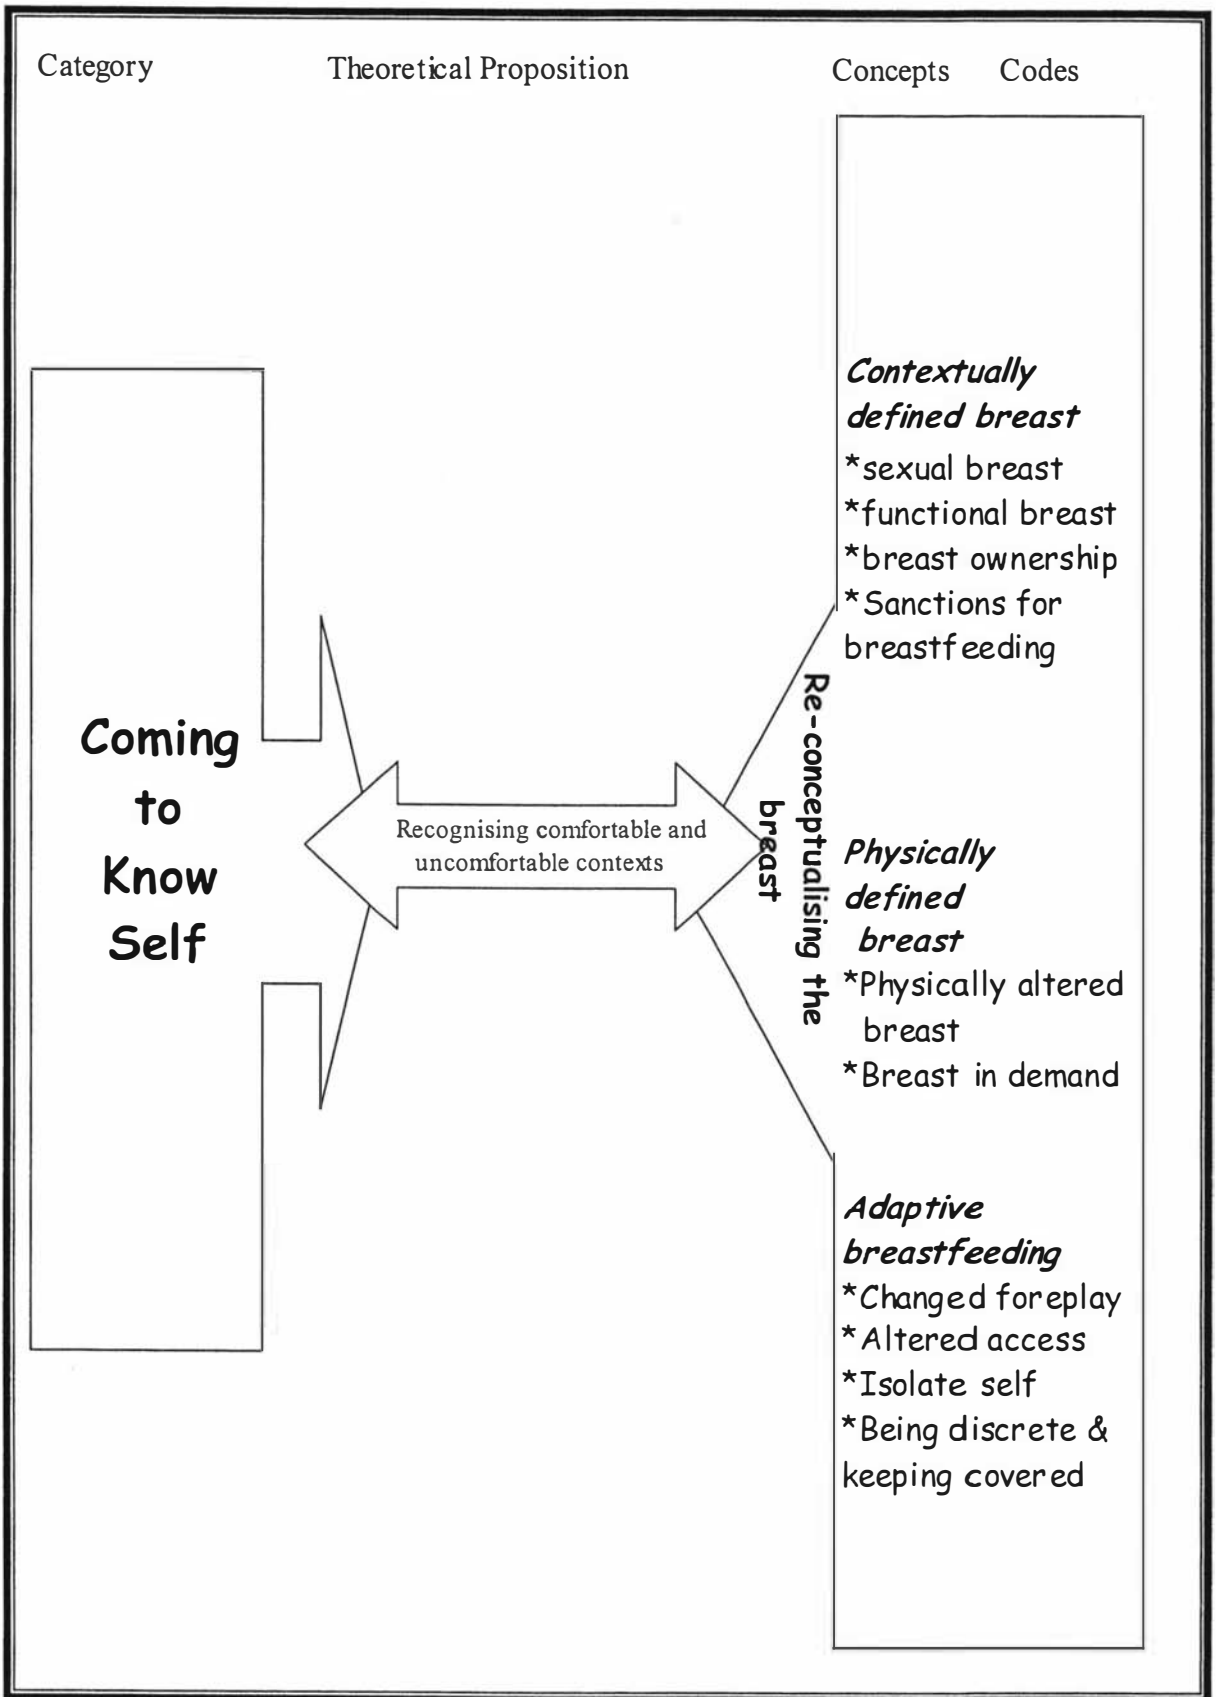 Category Theoretical Proposition Concepts Codes
Coming
to
Know
Self
Recognising comfortable and
uncomfortable contexts
Re-conceptualising the
breast
Contextually
defined breast
*sexual breast
*functional breast
*breast ownership
*Sanctions for
breastfeeding
Physically
defined
breast
*Physically altered
breast
*Breast in demand
Adaptive
breastfeeding
*Changed foreplay
*Altered access
*Isolate self
*Being discrete &
keeping covered